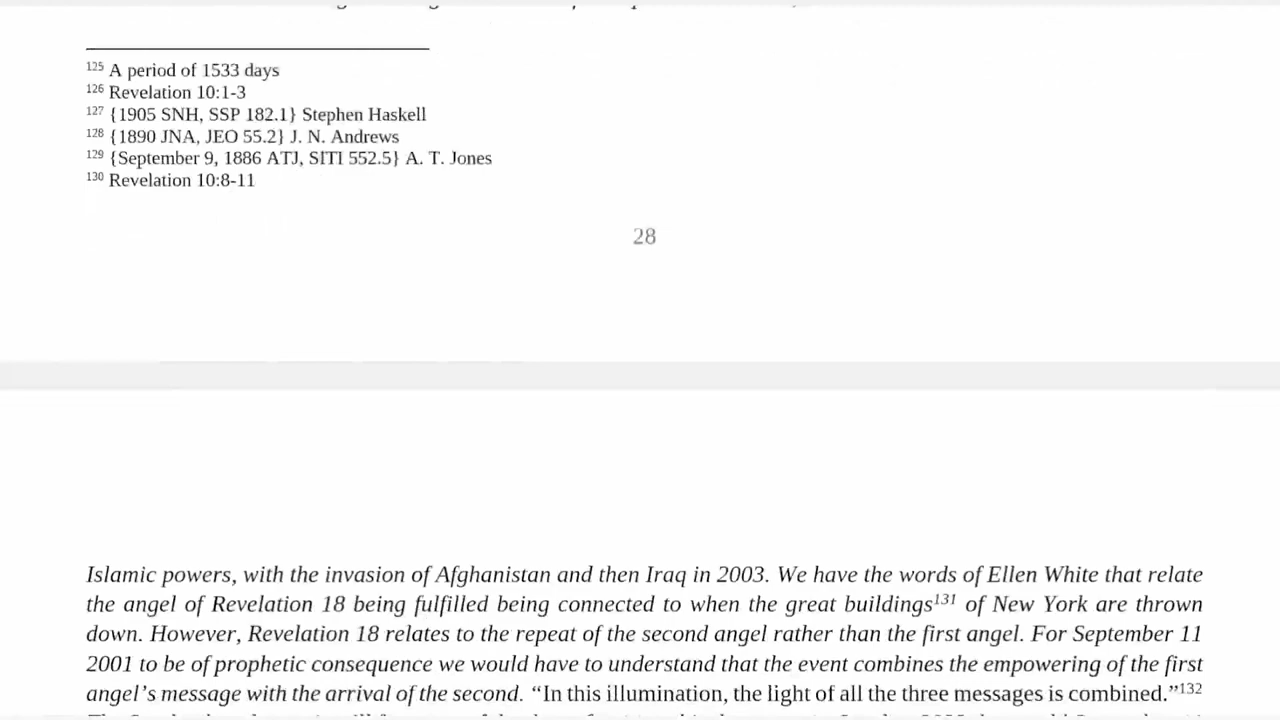 125 A period of 1533 days
126 Revelation 10:1-3
127 {1905 SNH, SSP 182.1} Stephen Haskell
128 {1890 JNA, JEO 55.2} J. N. Andrews
129 {September 9, 1886 ATJ, SITI 552.5} A. T. Jones
130 Revelation 10:8-11
28
Islamic powers, with the invasion of Afghanistan and then Iraq in 2003. We have the words of Ellen White that relate
the angel of Revelation 18 being fulfilled being connected to when the great buildings131 of New York are thrown
down. However, Revelation 18 relates to the repeat of the second angel rather than the first angel. For September 11
2001 to be of prophetic consequence we would have to understand that the event combines the empowering of the first
angel's message with the arrival of the second. “In this illumination, the light of all the three messages is combined.”132